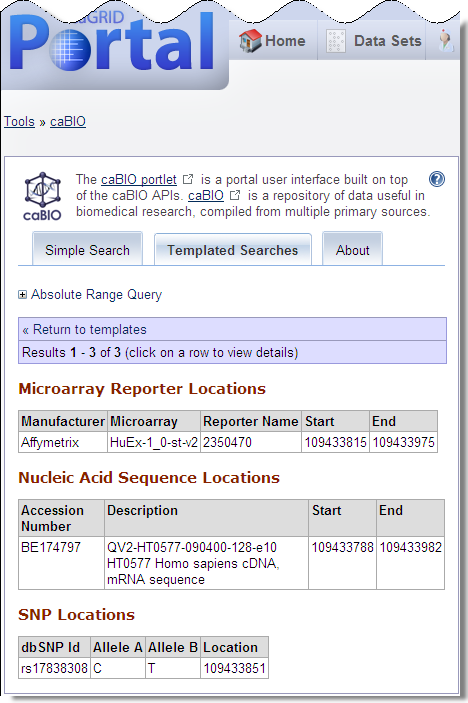 GRID
Portal
Home
Data Sets
Tools » caBIO
caBIO
The caBIO portlet is a portal user interface built on top
of the caBIO APIs. caBIO is a repository of data useful in
biomedical research, compiled from multiple primary sources.
?
Simple Search
Templated Searches
About
Absolute Range Query
« Return to templates
Results 1 - 3 of 3 (click on a row to view details)
Microarray Reporter Locations
Manufacturer Microarray Reporter Name Start End
Affymetrix HuEx-1_0-st-v2 2350470 109433815 109433975
Nucleic Acid Sequence Locations
Accession Number Description Start End
BE174797 QV2-HT0577-090400-128-e10 109433788 109433982
HT0577 Homo sapiens cDNA,
mRNA sequence
SNP Locations
dbSNP Id Allele A Allele B Location
rs17838308 C T 109433851